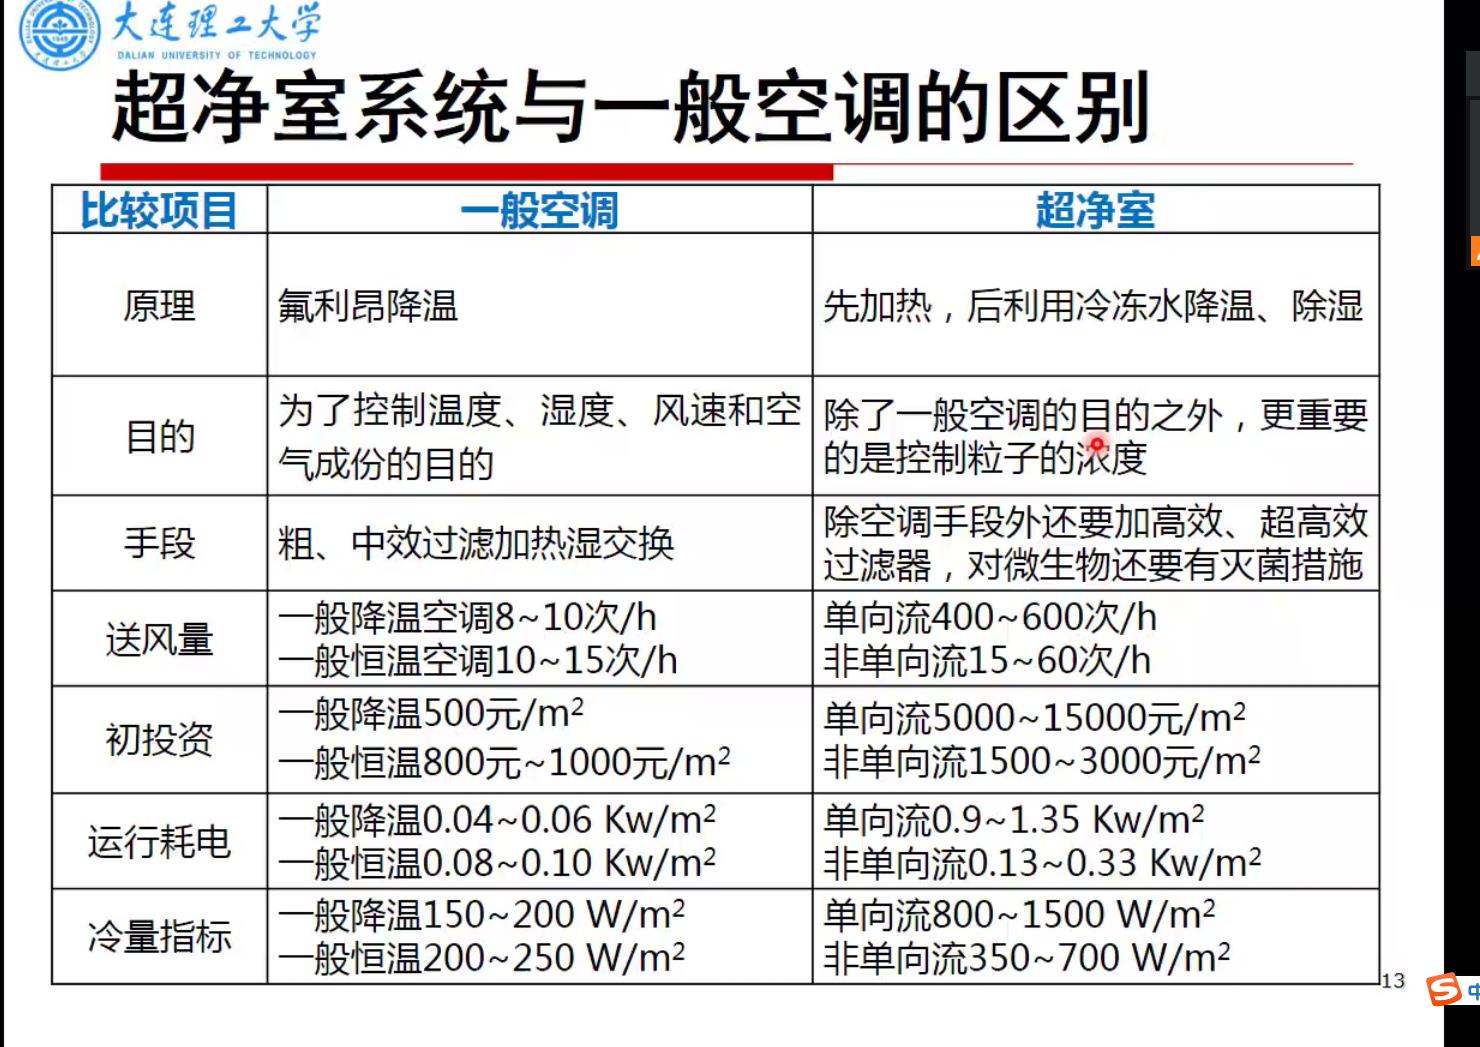 大连理工大学
DALIAN UNIVERSITY OF TECHNOLOGY
超净室系统与一般空调的区别
比较项目
一般空调
超净室
原理
氟利昂降温
先加热，后利用冷冻水降温、除湿
目的
为了控制温度、湿度、风速和空
气成份的目的
除了一般空调的目的之外，更重要
的是控制粒子的浓度
手段
粗、中效过滤加热湿交换
除空调手段外还要加高效、超高效
过滤器，对微生物还要有灭菌措施
送风量
一般降温空调8~10次/h
一般恒温空调10~15次/h
单向流400~600次/h
非单向流15~60次/h
初投资
一般降温500元/m²
一般恒温800元~1000元/m²
单向流5000~15000元/m²
非单向流1500~3000元/m²
运行耗电
一般降温0.04~0.06 Kw/m²
一般恒温0.08~0.10 Kw/m²
单向流0.9~1.35 Kw/m²
非单向流0.13~0.33 Kw/m²
冷量指标
一般降温150~200 W/m²
一般恒温200~250 W/m²
单向流800~1500 W/m²
非单向流350~700 W/m²
13